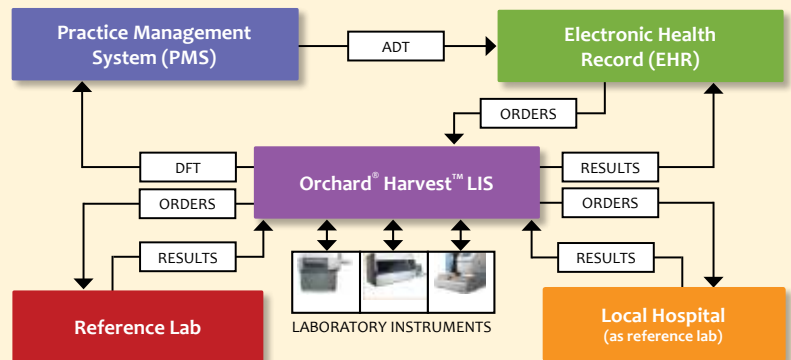 Practice Management
System (PMS)
ADT
Electronic Health
Record (EHR)
ORDERS
DFT
Orchard® Harvest™ LIS
RESULTS
ORDERS
ORDERS
RESULTS
RESULTS
Reference Lab
LABORATORY INSTRUMENTS
Local Hospital
(as reference lab)